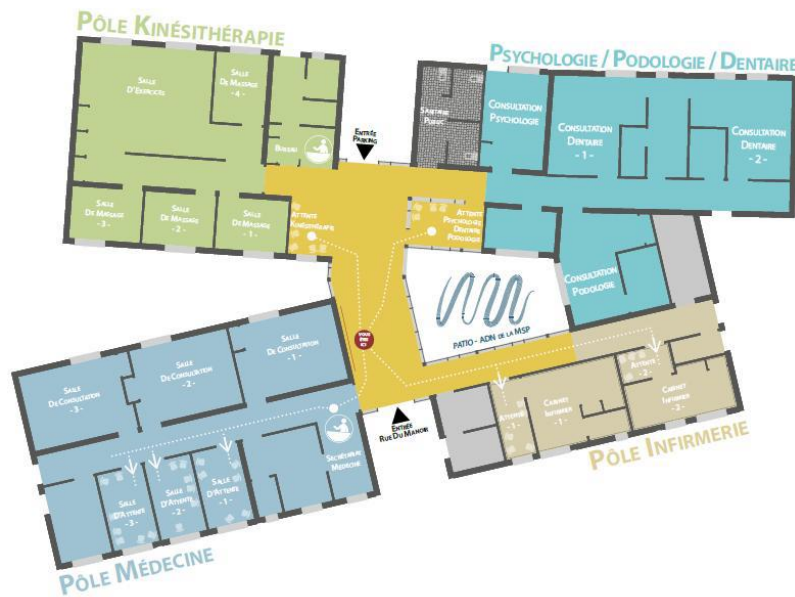 PÔLE KINÉSITHÉRAPIE
PSYCHOLOGIE / PODOLOGIE / DENTAIRE
SALLE
D'EXERCICES
SALLE
DE MASSAGE
- 4 -
BUREAU
ENTRÉE
PARKING
SANITAIRE
PUBLIC
CONSULTATION
PSYCHOLOGIE
CONSULTATION
DENTAIRE
- 1 -
CONSULTATION
DENTAIRE
- 2 -
SALLE
DE MASSAGE
- 3 -
SALLE
DE MASSAGE
- 2 -
SALLE
DE MASSAGE
- 1 -
ATTENTE
KINÉSITHÉRAPIE
ATTENTE
PSYCHOLOGIE
DENTAIRE
PODOLOGIE
CONSULTATION
PODOLOGIE
PATIO - ADN DE LA MSP
VOUS
ÊTES
ICI
SALLE
DE CONSULTATION
- 3 -
SALLE
DE CONSULTATION
- 2 -
SALLE
DE CONSULTATION
- 1 -
ENTRÉE
RUE DU MANOIR
ATTENTE
- 1 -
CABINET
INFIRMIER
- 1 -
ATTENTE
- 2 -
CABINET
INFIRMIER
- 2 -
PÔLE INFIRMERIE
SALLE
D'ATTENTE
- 3 -
SALLE
D'ATTENTE
- 2 -
SALLE
D'ATTENTE
- 1 -
SECRÉTARIAT
MÉDECINE
PÔLE MÉDECINE